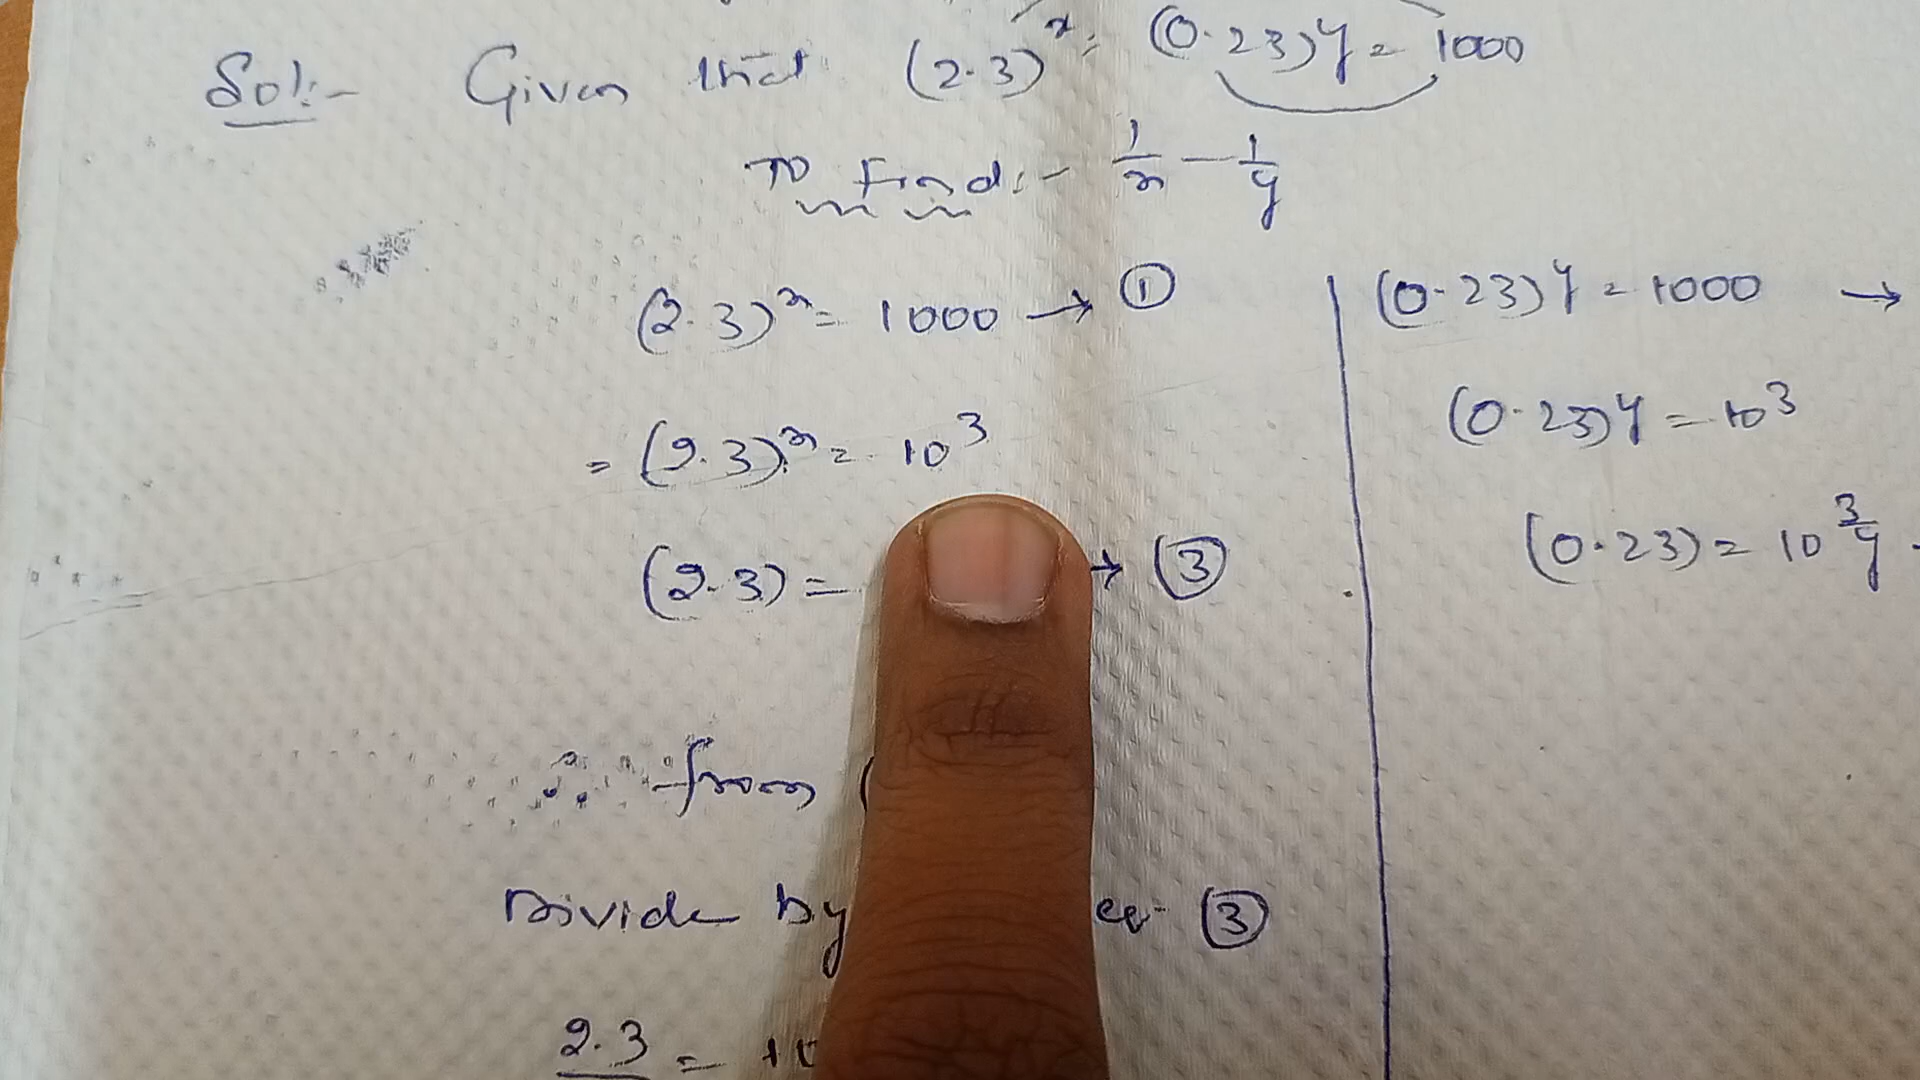 Sol:- Given that (2.3)^x = (0.23)^y = 1000
To Find:- 1/x - 1/y
(2.3)^x = 1000 → ①
= (2.3)^x = 10^3
(2.3) = → ③
∴ from (
Divide by eq- ③
2.3 = 10
(0.23)^y = 1000 →
(0.23)^y = 10^3
(0.23) = 10^3/y